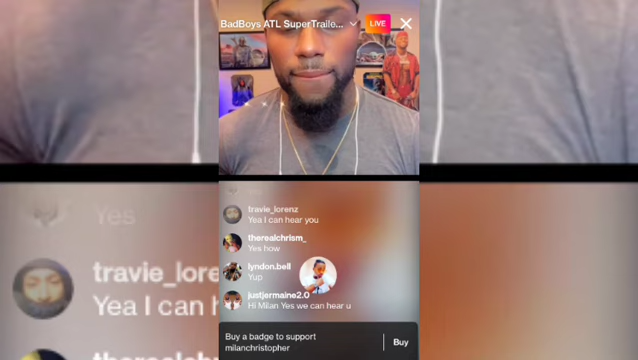 BadBoys ATL SuperTraile...
LIVE
Yes
travie_lorenz
Yea I can hear you
therealchrism_
Yes how
lyndon.bell
Yup
justjermaine2.0
Hi Milan Yes we can hear u
Buy a badge to support
milanchristopher
Buy
Yes
travie_lore
Yea I can h